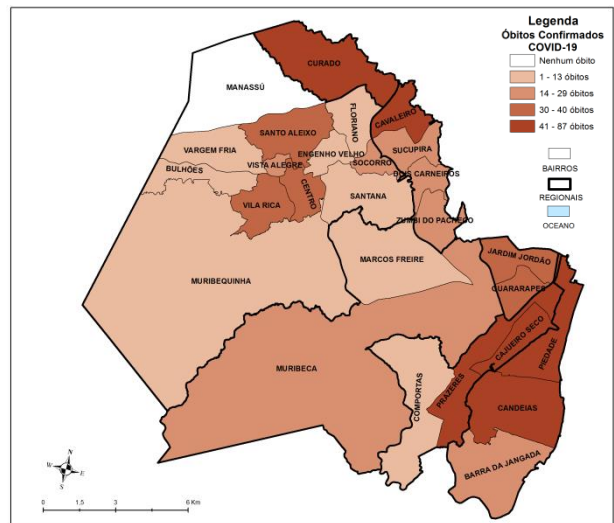 Legenda
Óbitos Confirmados
COVID-19
Nenhum óbito
1 - 13 óbitos
14 - 29 óbitos
30 - 40 óbitos
41 - 87 óbitos
BAIRROS
REGIONAIS
OCEANO
CURADO
MANASSÚ
FLORIANO
CAVALEIRO
SANTO ALEIXO
VARGEM FRIA
ENGENHO VELHO
SUCUPIRA
VISTA ALEGRE
SOCORRO
BULHÕES
DOIS CARNEIROS
CENTRO
VILA RICA
SANTANA
ZUMBI DO PACHECO
MARCOS FREIRE
JARDIM JORDÃO
MURIBEQUINHA
GUARARAPES
CAJUEIRO SECO
PIEDADE
MURIBECA
COMPORTAS
PRAZERES
CANDEIAS
BARRA DA JANGADA
N
W
E
S
0 1,5 3 6 Km